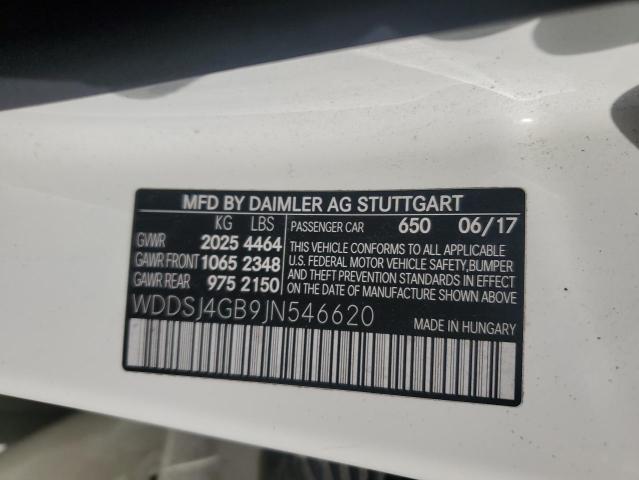 MFD BY DAIMLER AG STUTTGART
KG LBS
GVWR 2025 4464
GAWR FRONT 1065 2348
GAWR REAR 975 2150
PASSENGER CAR 650 06/17
THIS VEHICLE CONFORMS TO ALL APPLICABLE
U.S. FEDERAL MOTOR VEHICLE SAFETY, BUMPER
AND THEFT PREVENTION STANDARDS IN EFFECT
ON THE DATE OF MANUFACTURE SHOWN ABOVE.
WDDSJ4GB9JN546620
MADE IN HUNGARY